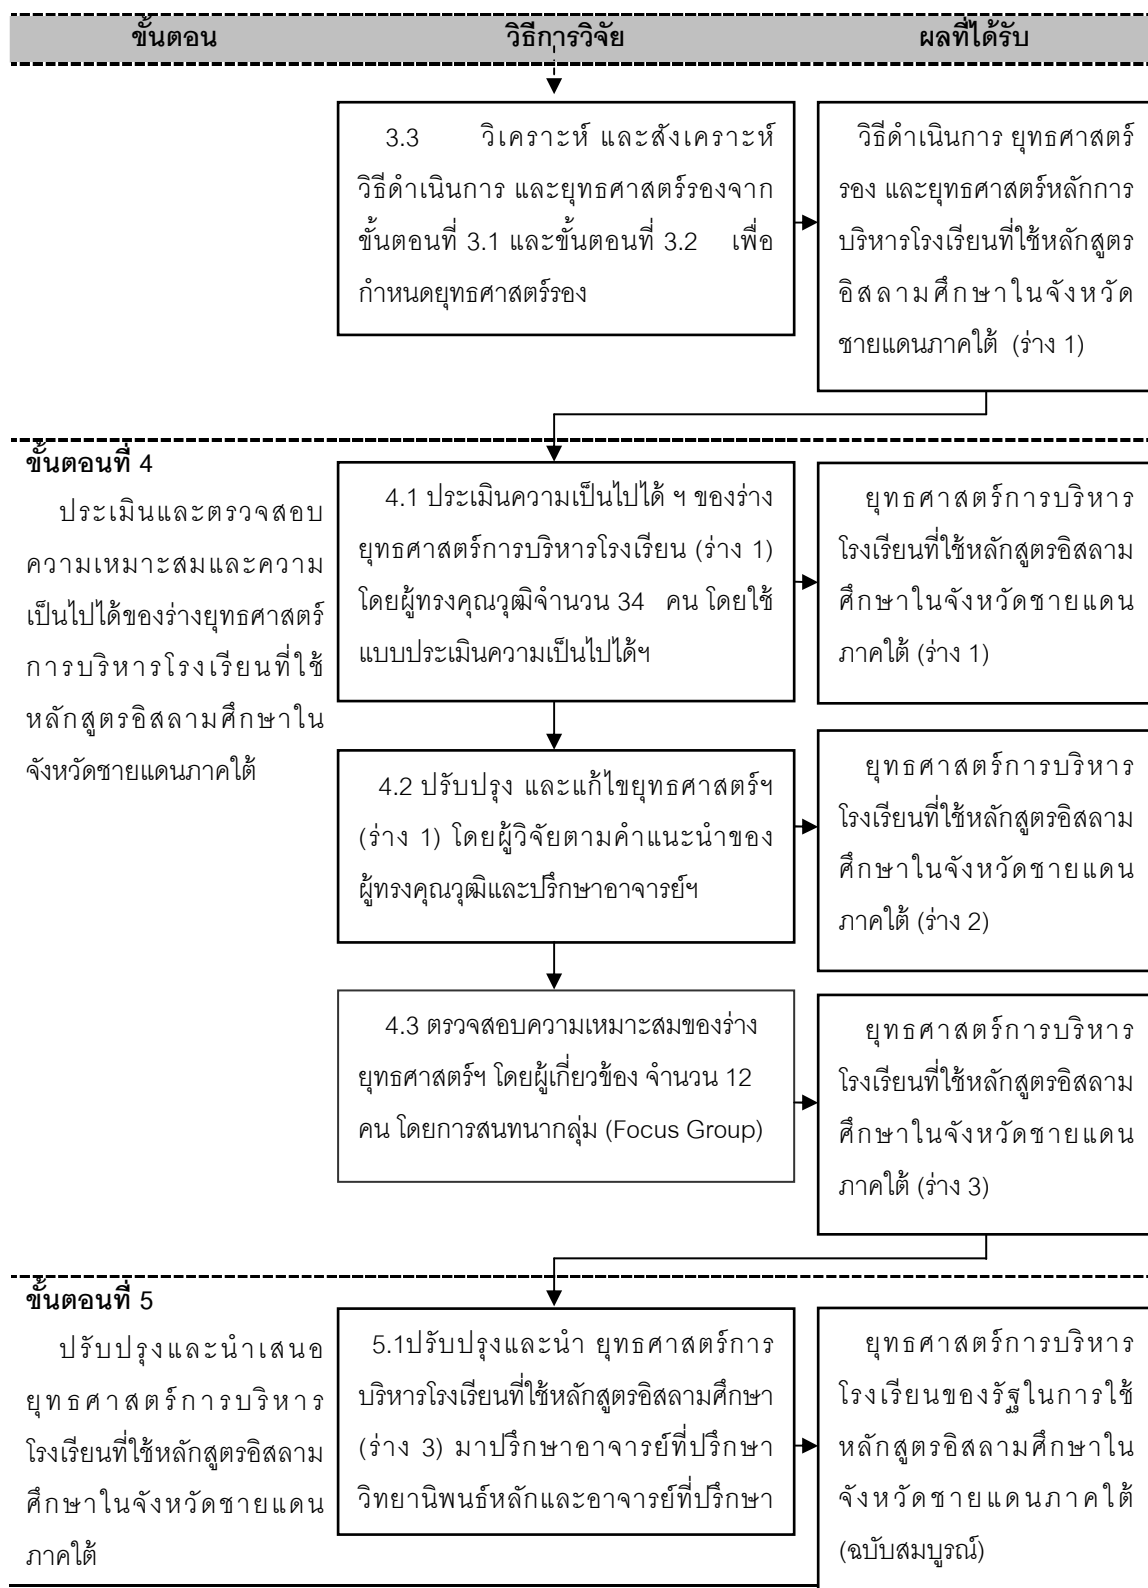 ขั้นตอน วิธีการวิจัย ผลที่ได้รับ
3.3 วิเคราะห์ และสังเคราะห์
วิธีดำเนินการ และยุทธศาสตร์รองจาก
ขั้นตอนที่ 3.1 และขั้นตอนที่ 3.2 เพื่อ
กำหนดยุทธศาสตร์รอง
วิธีดำเนินการ ยุทธศาสตร์
รอง และยุทธศาสตร์หลักการ
บริหารโรงเรียนที่ใช้หลักสูตร
อิสลามศึกษาในจังหวัด
ชายแดนภาคใต้ (ร่าง 1)
ขั้นตอนที่ 4
ประเมินและตรวจสอบ
ความเหมาะสมและความ
เป็นไปได้ของร่างยุทธศาสตร์
การบริหารโรงเรียนที่ใช้
หลักสูตรอิสลามศึกษาใน
จังหวัดชายแดนภาคใต้
4.1 ประเมินความเป็นไปได้ ฯ ของร่าง
ยุทธศาสตร์การบริหารโรงเรียน (ร่าง 1)
โดยผู้ทรงคุณวุฒิจำนวน 34 คน โดยใช้
แบบประเมินความเป็นไปได้ฯ
ยุทธศาสตร์การบริหาร
โรงเรียนที่ใช้หลักสูตรอิสลาม
ศึกษาในจังหวัดชายแดน
ภาคใต้ (ร่าง 1)
4.2 ปรับปรุง และแก้ไขยุทธศาสตร์ฯ
(ร่าง 1) โดยผู้วิจัยตามคำแนะนำของ
ผู้ทรงคุณวุฒิและปรึกษาอาจารย์ฯ
ยุทธศาสตร์การบริหาร
โรงเรียนที่ใช้หลักสูตรอิสลาม
ศึกษาในจังหวัดชายแดน
ภาคใต้ (ร่าง 2)
4.3 ตรวจสอบความเหมาะสมของร่าง
ยุทธศาสตร์ฯ โดยผู้เกี่ยวข้อง จำนวน 12
คน โดยการสนทนากลุ่ม (Focus Group)
ยุทธศาสตร์การบริหาร
โรงเรียนที่ใช้หลักสูตรอิสลาม
ศึกษาในจังหวัดชายแดน
ภาคใต้ (ร่าง 3)
ขั้นตอนที่ 5
ปรับปรุงและนำเสนอ
ยุทธศาสตร์การบริหาร
โรงเรียนที่ใช้หลักสูตรอิสลาม
ศึกษาในจังหวัดชายแดน
ภาคใต้
5.1ปรับปรุงและนำ ยุทธศาสตร์การ
บริหารโรงเรียนที่ใช้หลักสูตรอิสลามศึกษา
(ร่าง 3) มาปรึกษาอาจารย์ที่ปรึกษา
วิทยานิพนธ์หลักและอาจารย์ที่ปรึกษา
ยุทธศาสตร์การบริหาร
โรงเรียนของรัฐในการใช้
หลักสูตรอิสลามศึกษาใน
จังหวัดชายแดนภาคใต้
(ฉบับสมบูรณ์)